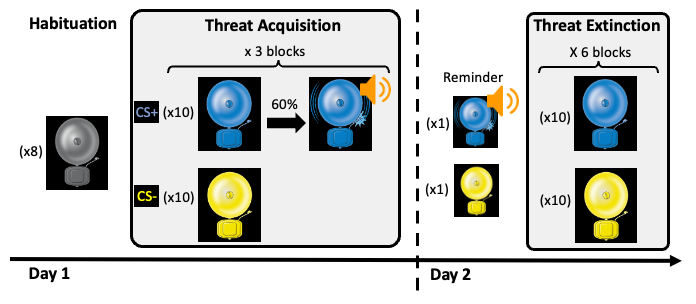 Habituation
Threat Acquisition
Threat Extinction
x 3 blocks
X 6 blocks
Reminder
(x8)
CS+
(x10)
60%
(x1)
(x10)
CS-
(x10)
(x1)
(x10)
Day 1
Day 2